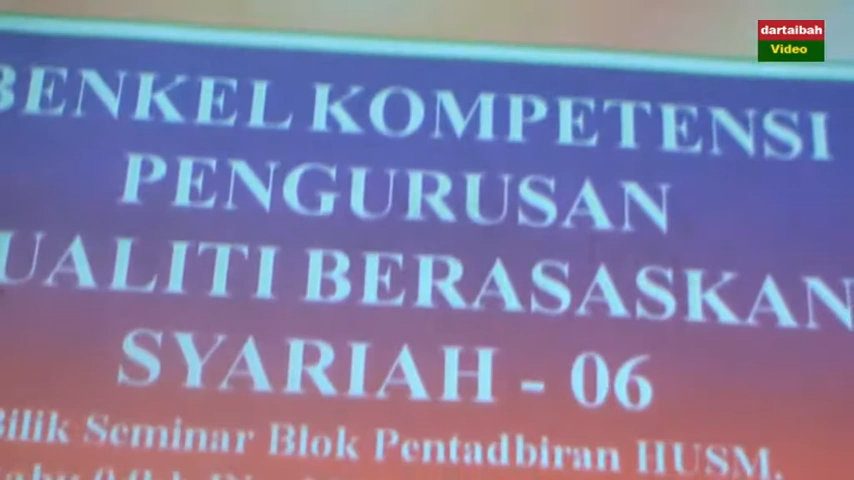 dartaibah
Video
BENKEL KOMPETENSI
PENGURUSAN
UALITI BERASASKAN
SYARIAH - 06
Bilik Seminar Blok Pentadbiran HUSM.